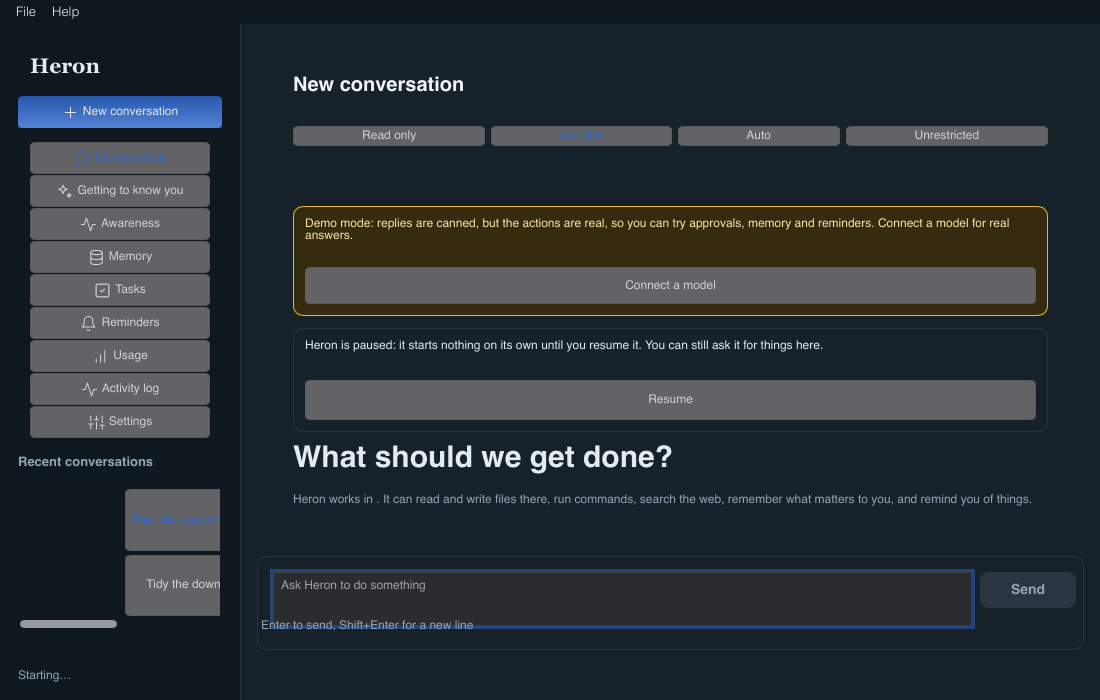 File Help
Heron
New conversation
Conversation
Getting to know you
Awareness
Memory
Tasks
Reminders
Usage
Activity log
Settings
Recent conversations
Tidy the down
Starting…
New conversation
Read only
Auto
Unrestricted
Demo mode: replies are canned, but the actions are real, so you can try approvals, memory and reminders. Connect a model for real
answers.
Connect a model
Heron is paused: it starts nothing on its own until you resume it. You can still ask it for things here.
Resume
What should we get done?
Heron works in . It can read and write files there, run commands, search the web, remember what matters to you, and remind you of things.
Ask Heron to do something
Send
Enter to send, Shift+Enter for a new line